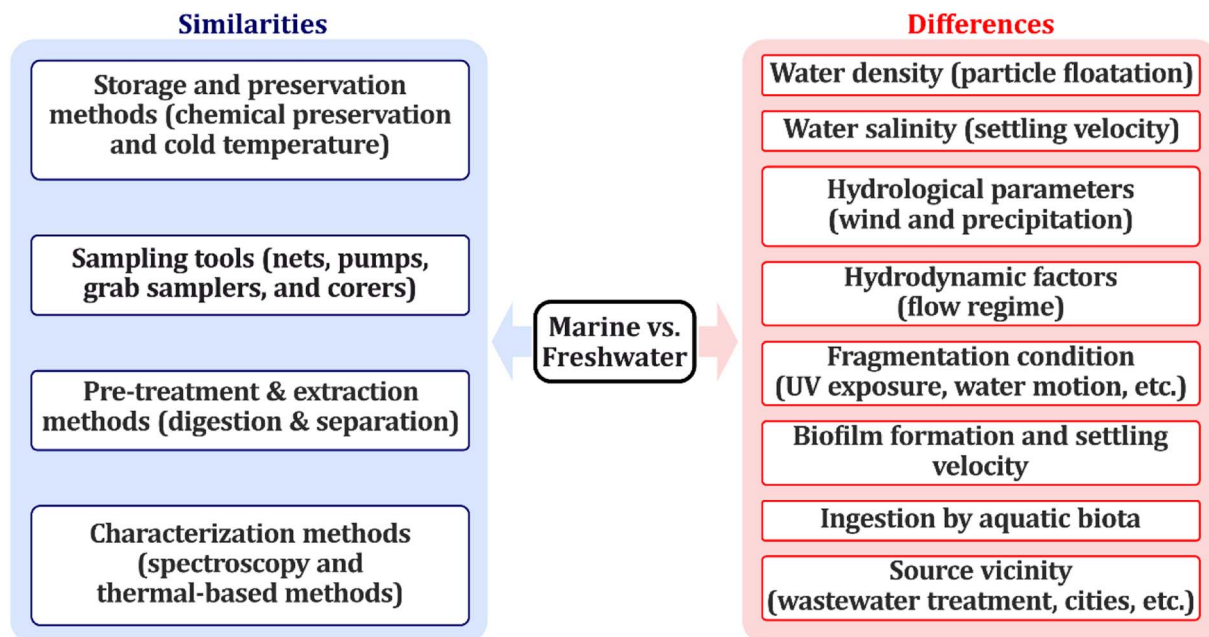 Similarities
Storage and preservation
methods (chemical preservation
and cold temperature)
Sampling tools (nets, pumps,
grab samplers, and corers)
Pre-treatment & extraction
methods (digestion & separation)
Characterization methods
(spectroscopy and
thermal-based methods)
Marine vs.
Freshwater
Differences
Water density (particle floatation)
Water salinity (settling velocity)
Hydrological parameters
(wind and precipitation)
Hydrodynamic factors
(flow regime)
Fragmentation condition
(UV exposure, water motion, etc.)
Biofilm formation and settling
velocity
Ingestion by aquatic biota
Source vicinity
(wastewater treatment, cities, etc.)